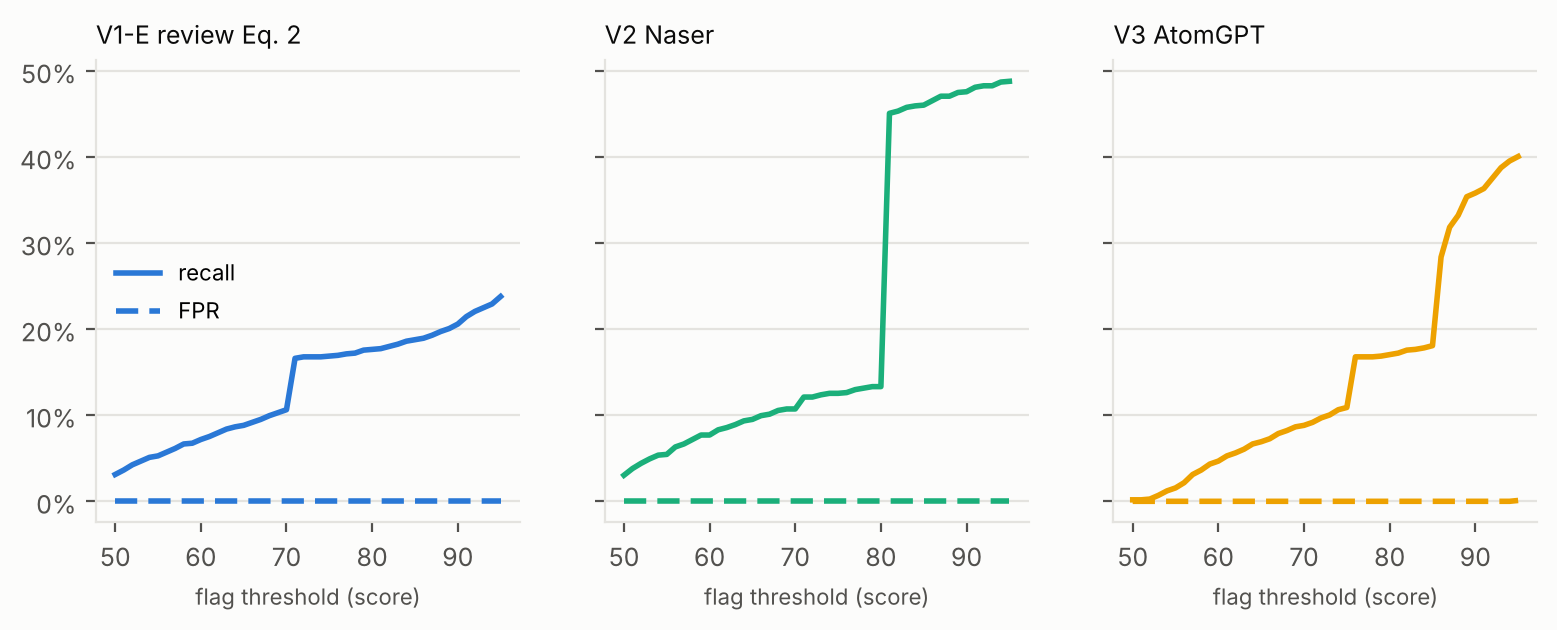 V1-E review Eq. 2
V2 Naser
V3 AtomGPT
50%
40%
30%
20%
10%
0%
recall
FPR
50 60 70 80 90
50 60 70 80 90
50 60 70 80 90
flag threshold (score)
flag threshold (score)
flag threshold (score)